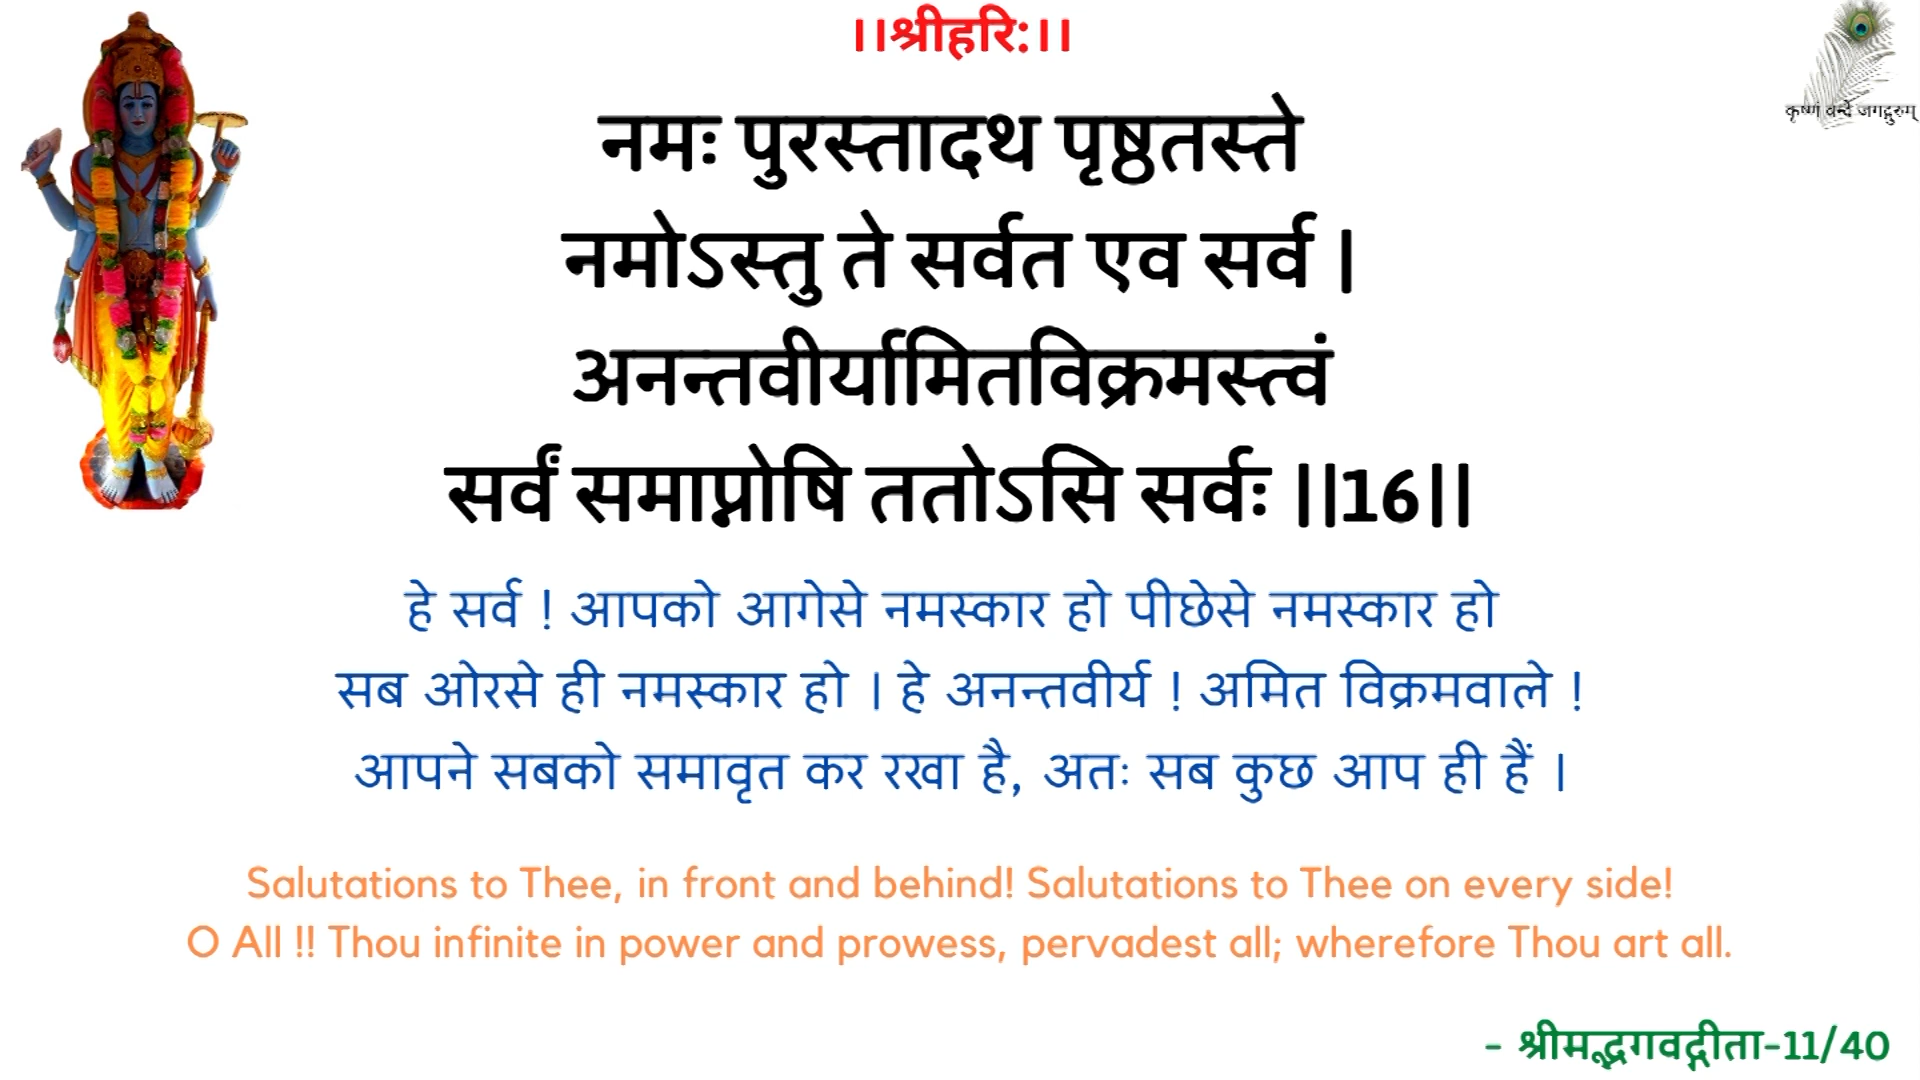 ।।श्रीहरि:।।
कृष्णं वन्दे जगद्गुरुम्
नमः पुरस्तादथ पृष्ठतस्ते
नमोऽस्तु ते सर्वत एव सर्व |
अनन्तवीर्यामितविक्रमस्त्वं
सर्वं समाप्नोषि ततोऽसि सर्वः ||16||
हे सर्व ! आपको आगेसे नमस्कार हो पीछेसे नमस्कार हो
सब ओरसे ही नमस्कार हो । हे अनन्तवीर्य ! अमित विक्रमवाले !
आपने सबको समावृत कर रखा है, अतः सब कुछ आप ही हैं ।
Salutations to Thee, in front and behind! Salutations to Thee on every side!
O All !! Thou infinite in power and prowess, pervadest all; wherefore Thou art all.
- श्रीमद्भगवद्गीता-11/40